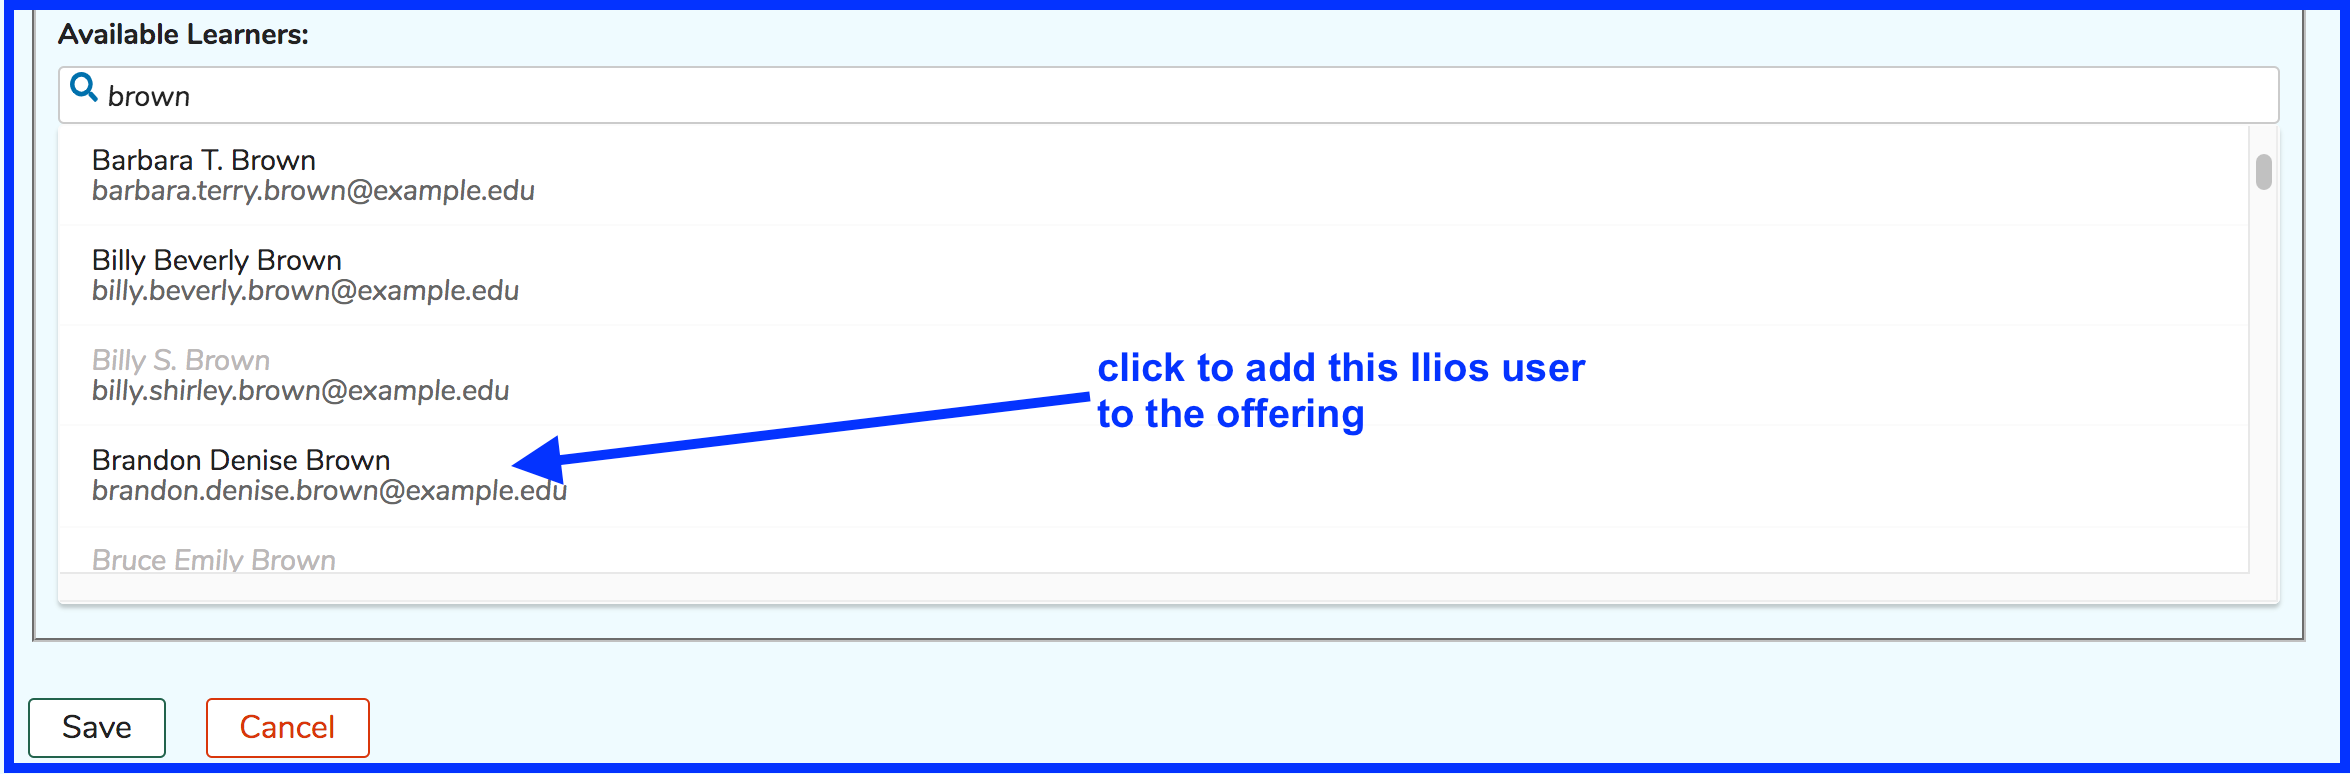 Available Learners:
brown
Barbara T. Brown
barbara.terry.brown@example.edu
Billy Beverly Brown
billy.beverly.brown@example.edu
Billy S. Brown
billy.shirley.brown@example.edu
click to add this Ilios user
to the offering
Brandon Denise Brown
brandon.denise.brown@example.edu
Bruce Emily Brown
Save
Cancel